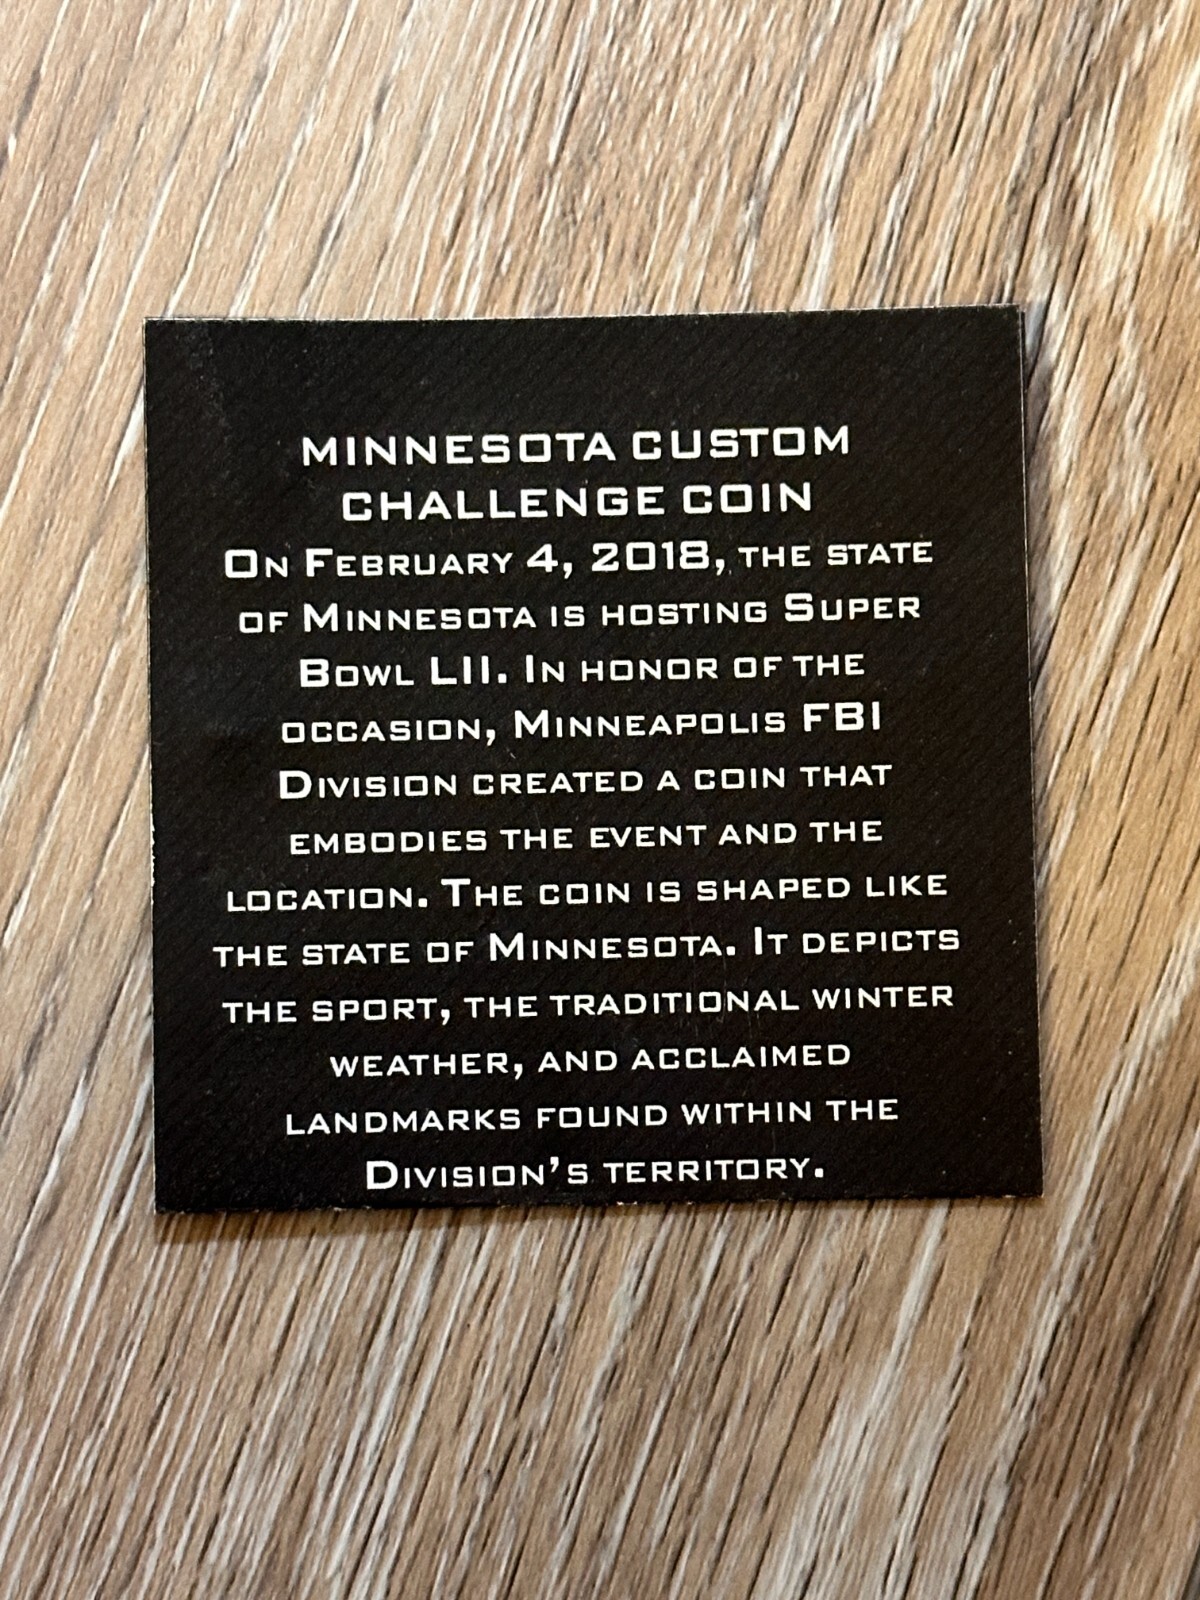 MINNESOTA CUSTOM
CHALLENGE COIN
ON FEBRUARY 4, 2018, THE STATE
OF MINNESOTA IS HOSTING SUPER
BOWL LII. IN HONOR OF THE
OCCASION, MINNEAPOLIS FBI
DIVISION CREATED A COIN THAT
EMBODIES THE EVENT AND THE
LOCATION. THE COIN IS SHAPED LIKE
THE STATE OF MINNESOTA. IT DEPICTS
THE SPORT, THE TRADITIONAL WINTER
WEATHER, AND ACCLAIMED
LANDMARKS FOUND WITHIN THE
DIVISION'S TERRITORY.